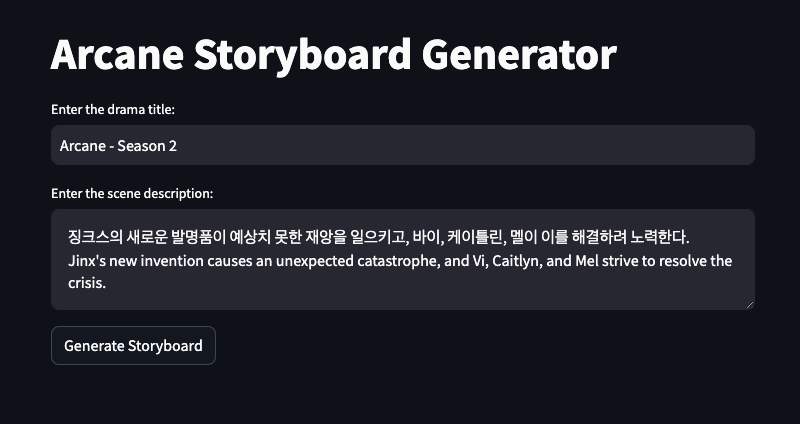 Arcane Storyboard Generator
Enter the drama title:
Arcane - Season 2
Enter the scene description:
징크스의 새로운 발명품이 예상치 못한 재앙을 일으키고, 바이, 케이틀린, 멜이 이를 해결하려 노력한다.
Jinx's new invention causes an unexpected catastrophe, and Vi, Caitlyn, and Mel strive to resolve the
crisis.
Generate Storyboard